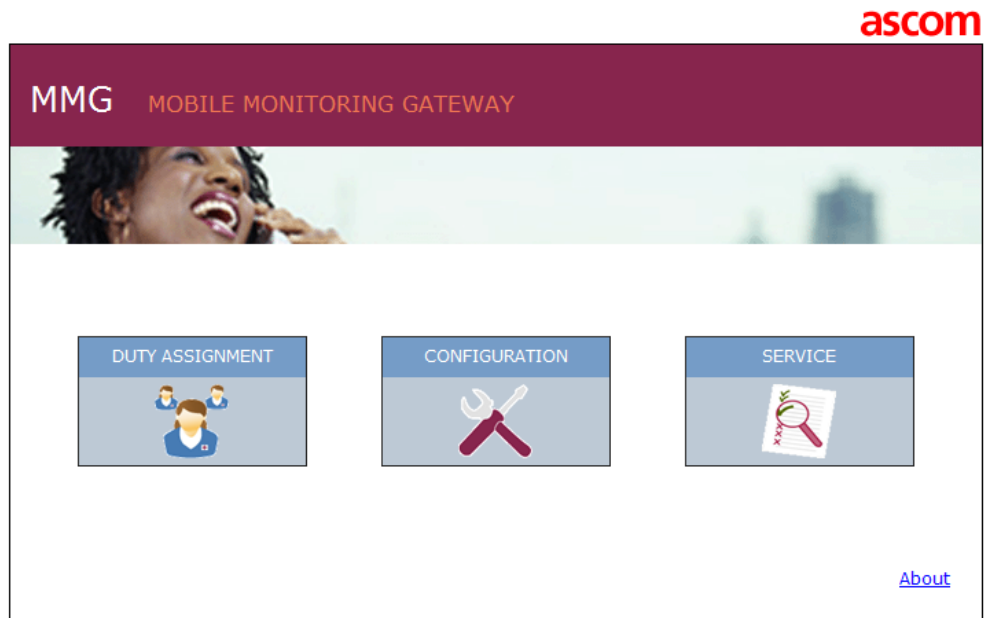 ascom
MMG MOBILE MONITORING GATEWAY
DUTY ASSIGNMENT
CONFIGURATION
SERVICE
About